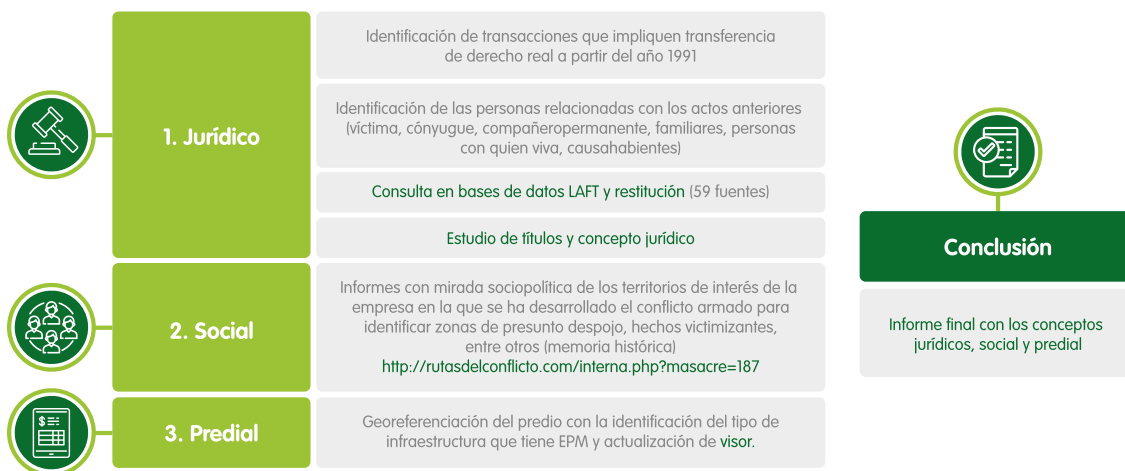 1. Jurídico
Identificación de transacciones que impliquen transferencia
de derecho real a partir del año 1991
Identificación de las personas relacionadas con los actos anteriores
(víctima, cónyugue, compañeropermanente, familiares, personas
con quien viva, causahabientes)
Consulta en bases de datos LAFT y restitución (59 fuentes)
Estudio de títulos y concepto jurídico
2. Social
Informes con mirada sociopolítica de los territorios de interés de la
empresa en la que se ha desarrollado el conflicto armado para
identificar zonas de presunto despojo, hechos victimizantes,
entre otros (memoria histórica)
http://rutasdelconflicto.com/interna.php?masacre=187
3. Predial
Georeferenciación del predio con la identificación del tipo de
infraestructura que tiene EPM y actualización de visor.
Conclusión
Informe final con los conceptos
jurídicos, social y predial